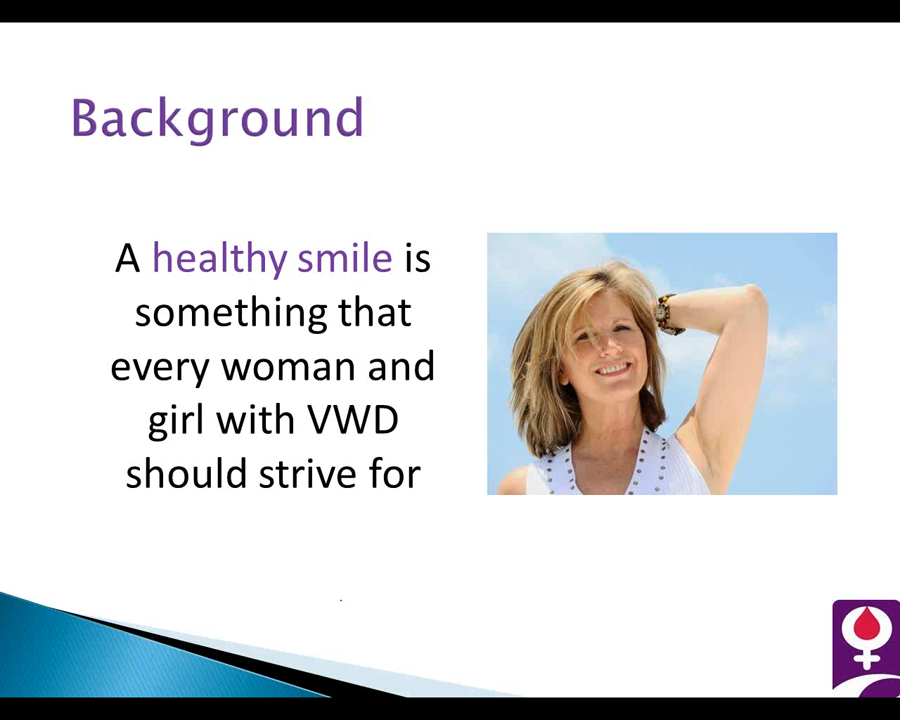 Background
A healthy smile is
something that
every woman and
girl with VWD
should strive for